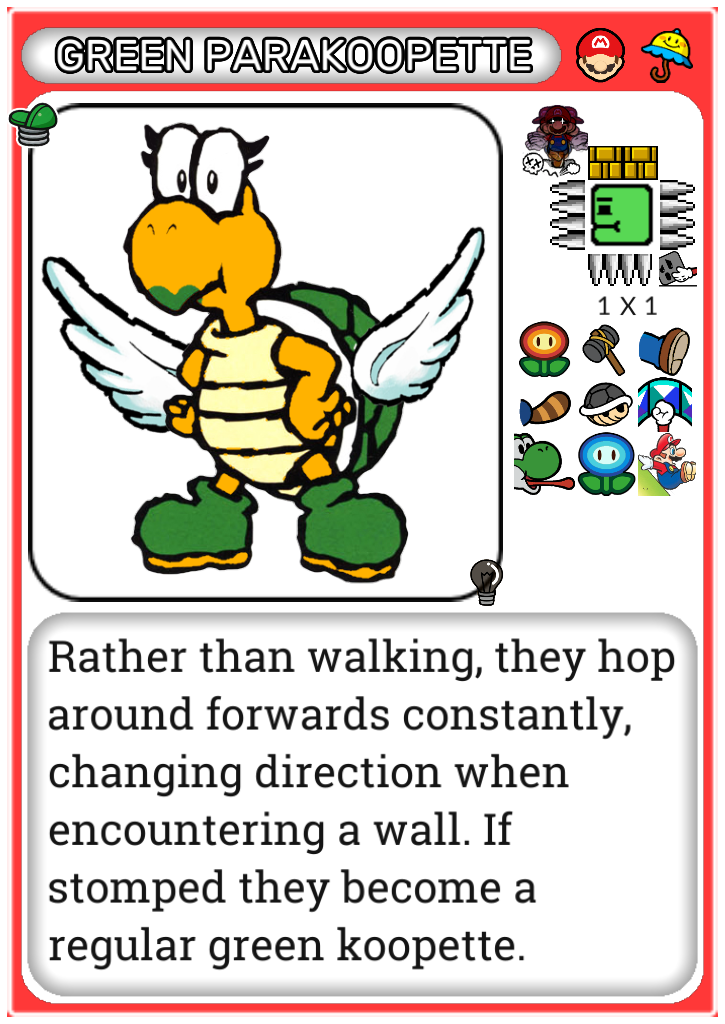 GREEN PARAKOOPETTE
1 X 1
Rather than walking, they hop
around forwards constantly,
changing direction when
encountering a wall. If
stomped they become a
regular green koopette.